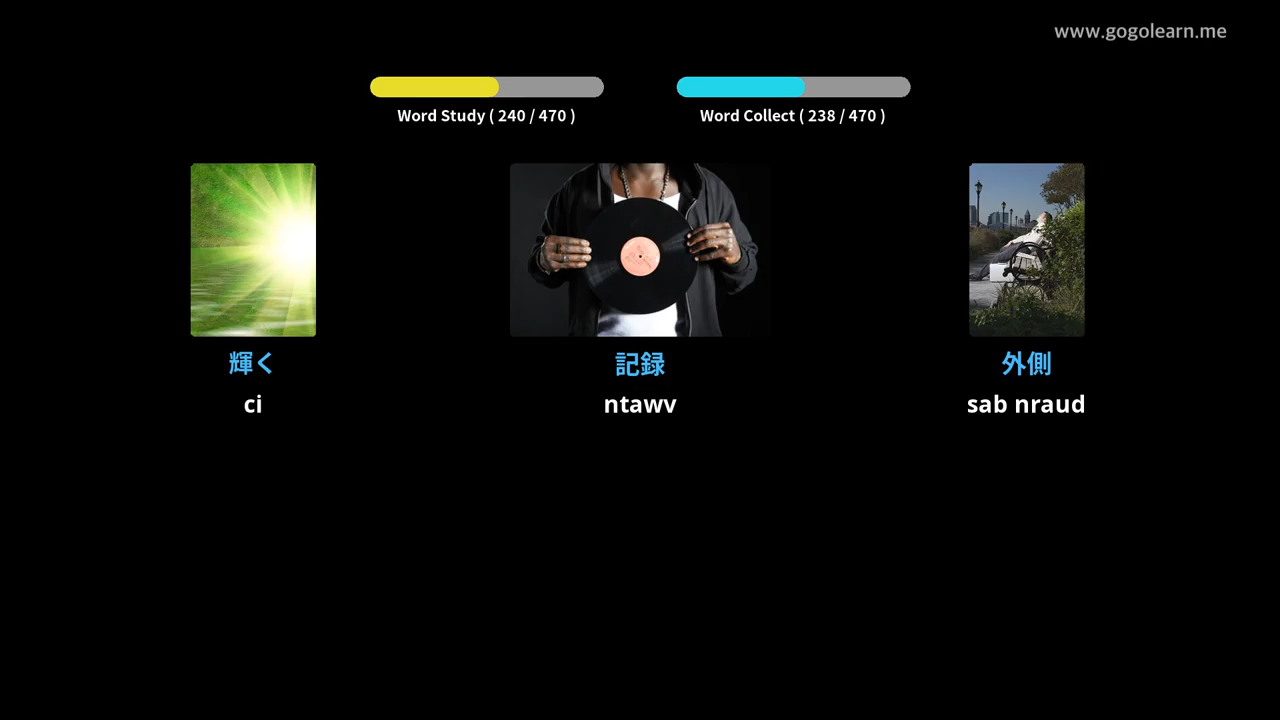 www.gogolearn.me
Word Study ( 240 / 470 )
Word Collect ( 238 / 470 )
輝く
記録
外側
ci
ntawv
sab nraud